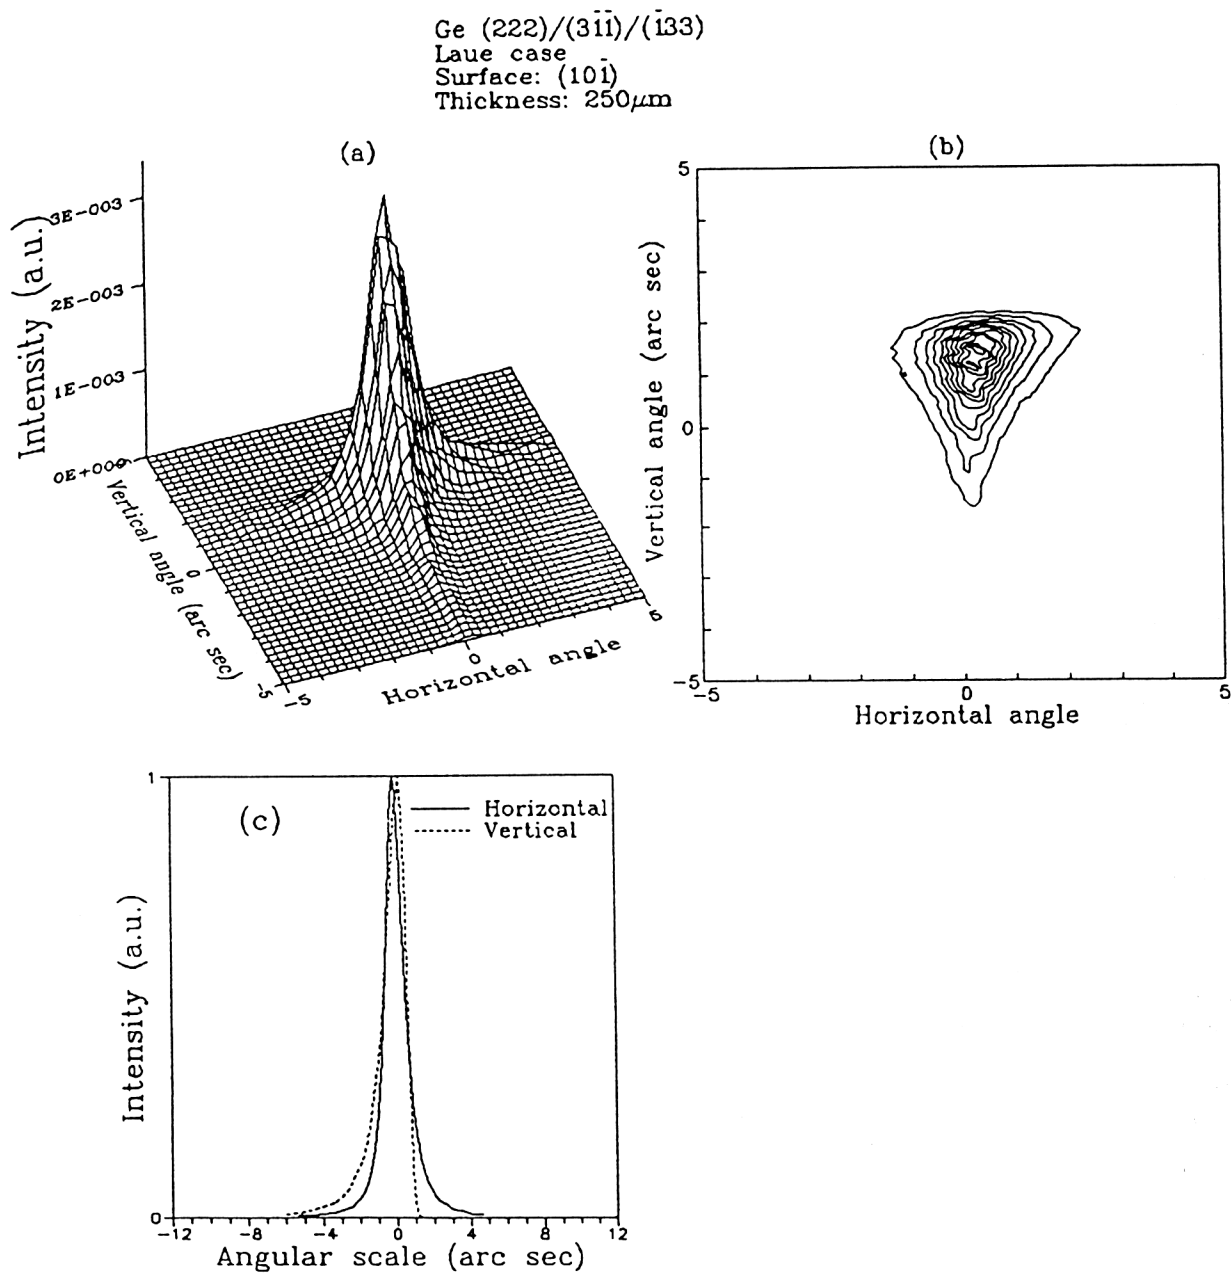 Ge (222)/(31̄1̄)/(1̄33)
Laue case
Surface: (101̄)
Thickness: 250μm
(a)
(b)
3E-003
2E-003
1E-003
0E+000
Intensity (a.u.)
5
Vertical angle (arc sec)
0
-5
-5
0
5
Horizontal angle
5
0
-5
Vertical angle (arc sec)
-5
0
5
Horizontal angle
(c)
Horizontal
Vertical
1
0
Intensity (a.u.)
-12
-8
-4
0
4
8
12
Angular scale (arc sec)